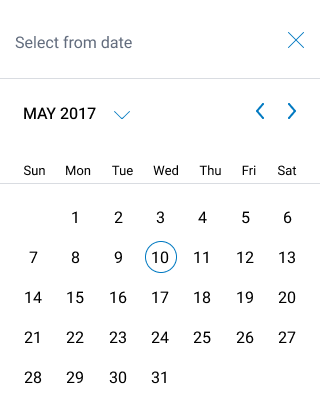 Select from date
MAY 2017
Sun Mon Tue Wed Thu Fri Sat
1 2 3 4 5 6
7 8 9 10 11 12 13
14 15 16 17 18 19 20
21 22 23 24 25 26 27
28 29 30 31